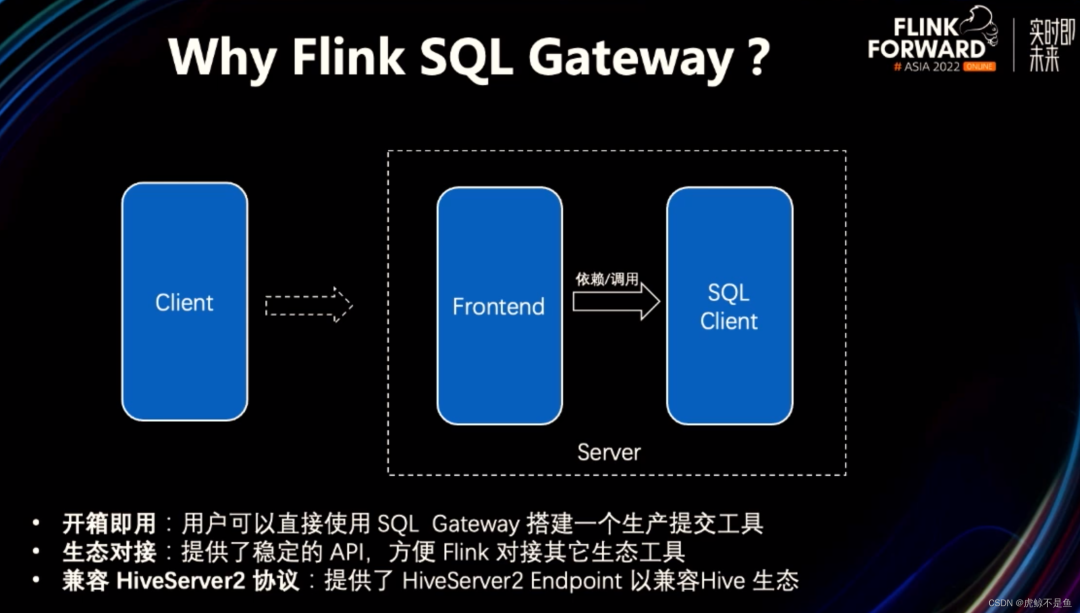 Why Flink SQL Gateway ?
FLINK
FORWARD
# ASIA 2022 ONLINE
实时即
未来
Client
Frontend
依赖/调用
SQL
Client
Server
• 开箱即用：用户可以直接使用 SQL Gateway 搭建一个生产提交工具
• 生态对接：提供了稳定的 API，方便 Flink 对接其它生态工具
• 兼容 HiveServer2 协议：提供了 HiveServer2 Endpoint 以兼容Hive 生态
CSDN @虎鲸不是鱼